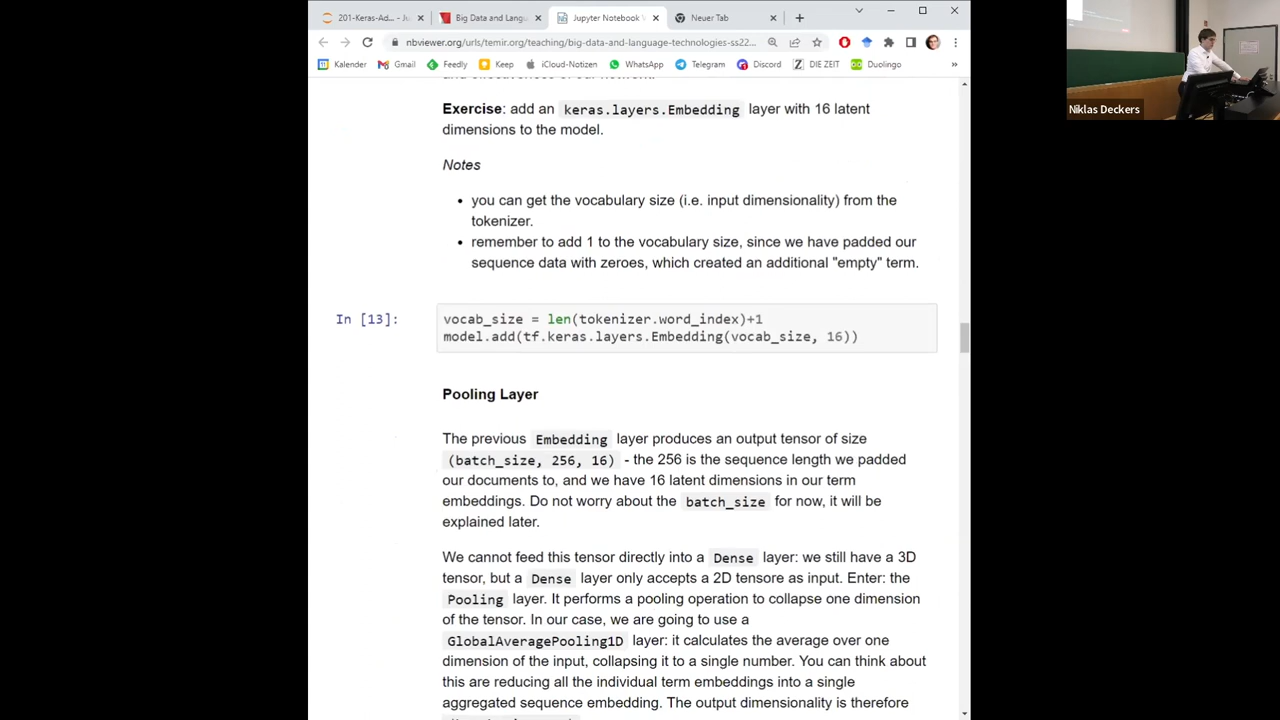 201-Keras-Ad... - Ju
Big Data and Langu
Jupyter Notebook
Neuer Tab
nbviewer.org/urls/temir.org/teaching/big-data-and-language-technologies-ss22...
Kalender
Gmail
Feedly
Keep
iCloud-Notizen
WhatsApp
Telegram
Discord
DIE ZEIT
Duolingo
Niklas Deckers
and effectiveness of our network.
Exercise: add an keras.layers.Embedding layer with 16 latent
dimensions to the model.
Notes
• you can get the vocabulary size (i.e. input dimensionality) from the
tokenizer.
• remember to add 1 to the vocabulary size, since we have padded our
sequence data with zeroes, which created an additional "empty" term.
In [13]:
vocab_size = len(tokenizer.word_index)+1
model.add(tf.keras.layers.Embedding(vocab_size, 16))
Pooling Layer
The previous Embedding layer produces an output tensor of size
(batch_size, 256, 16) - the 256 is the sequence length we padded
our documents to, and we have 16 latent dimensions in our term
embeddings. Do not worry about the batch_size for now, it will be
explained later.
We cannot feed this tensor directly into a Dense layer: we still have a 3D
tensor, but a Dense layer only accepts a 2D tensore as input. Enter: the
Pooling layer. It performs a pooling operation to collapse one dimension
of the tensor. In our case, we are going to use a
GlobalAveragePooling1D layer: it calculates the average over one
dimension of the input, collapsing it to a single number. You can think about
this are reducing all the individual term embeddings into a single
aggregated sequence embedding. The output dimensionality is therefore